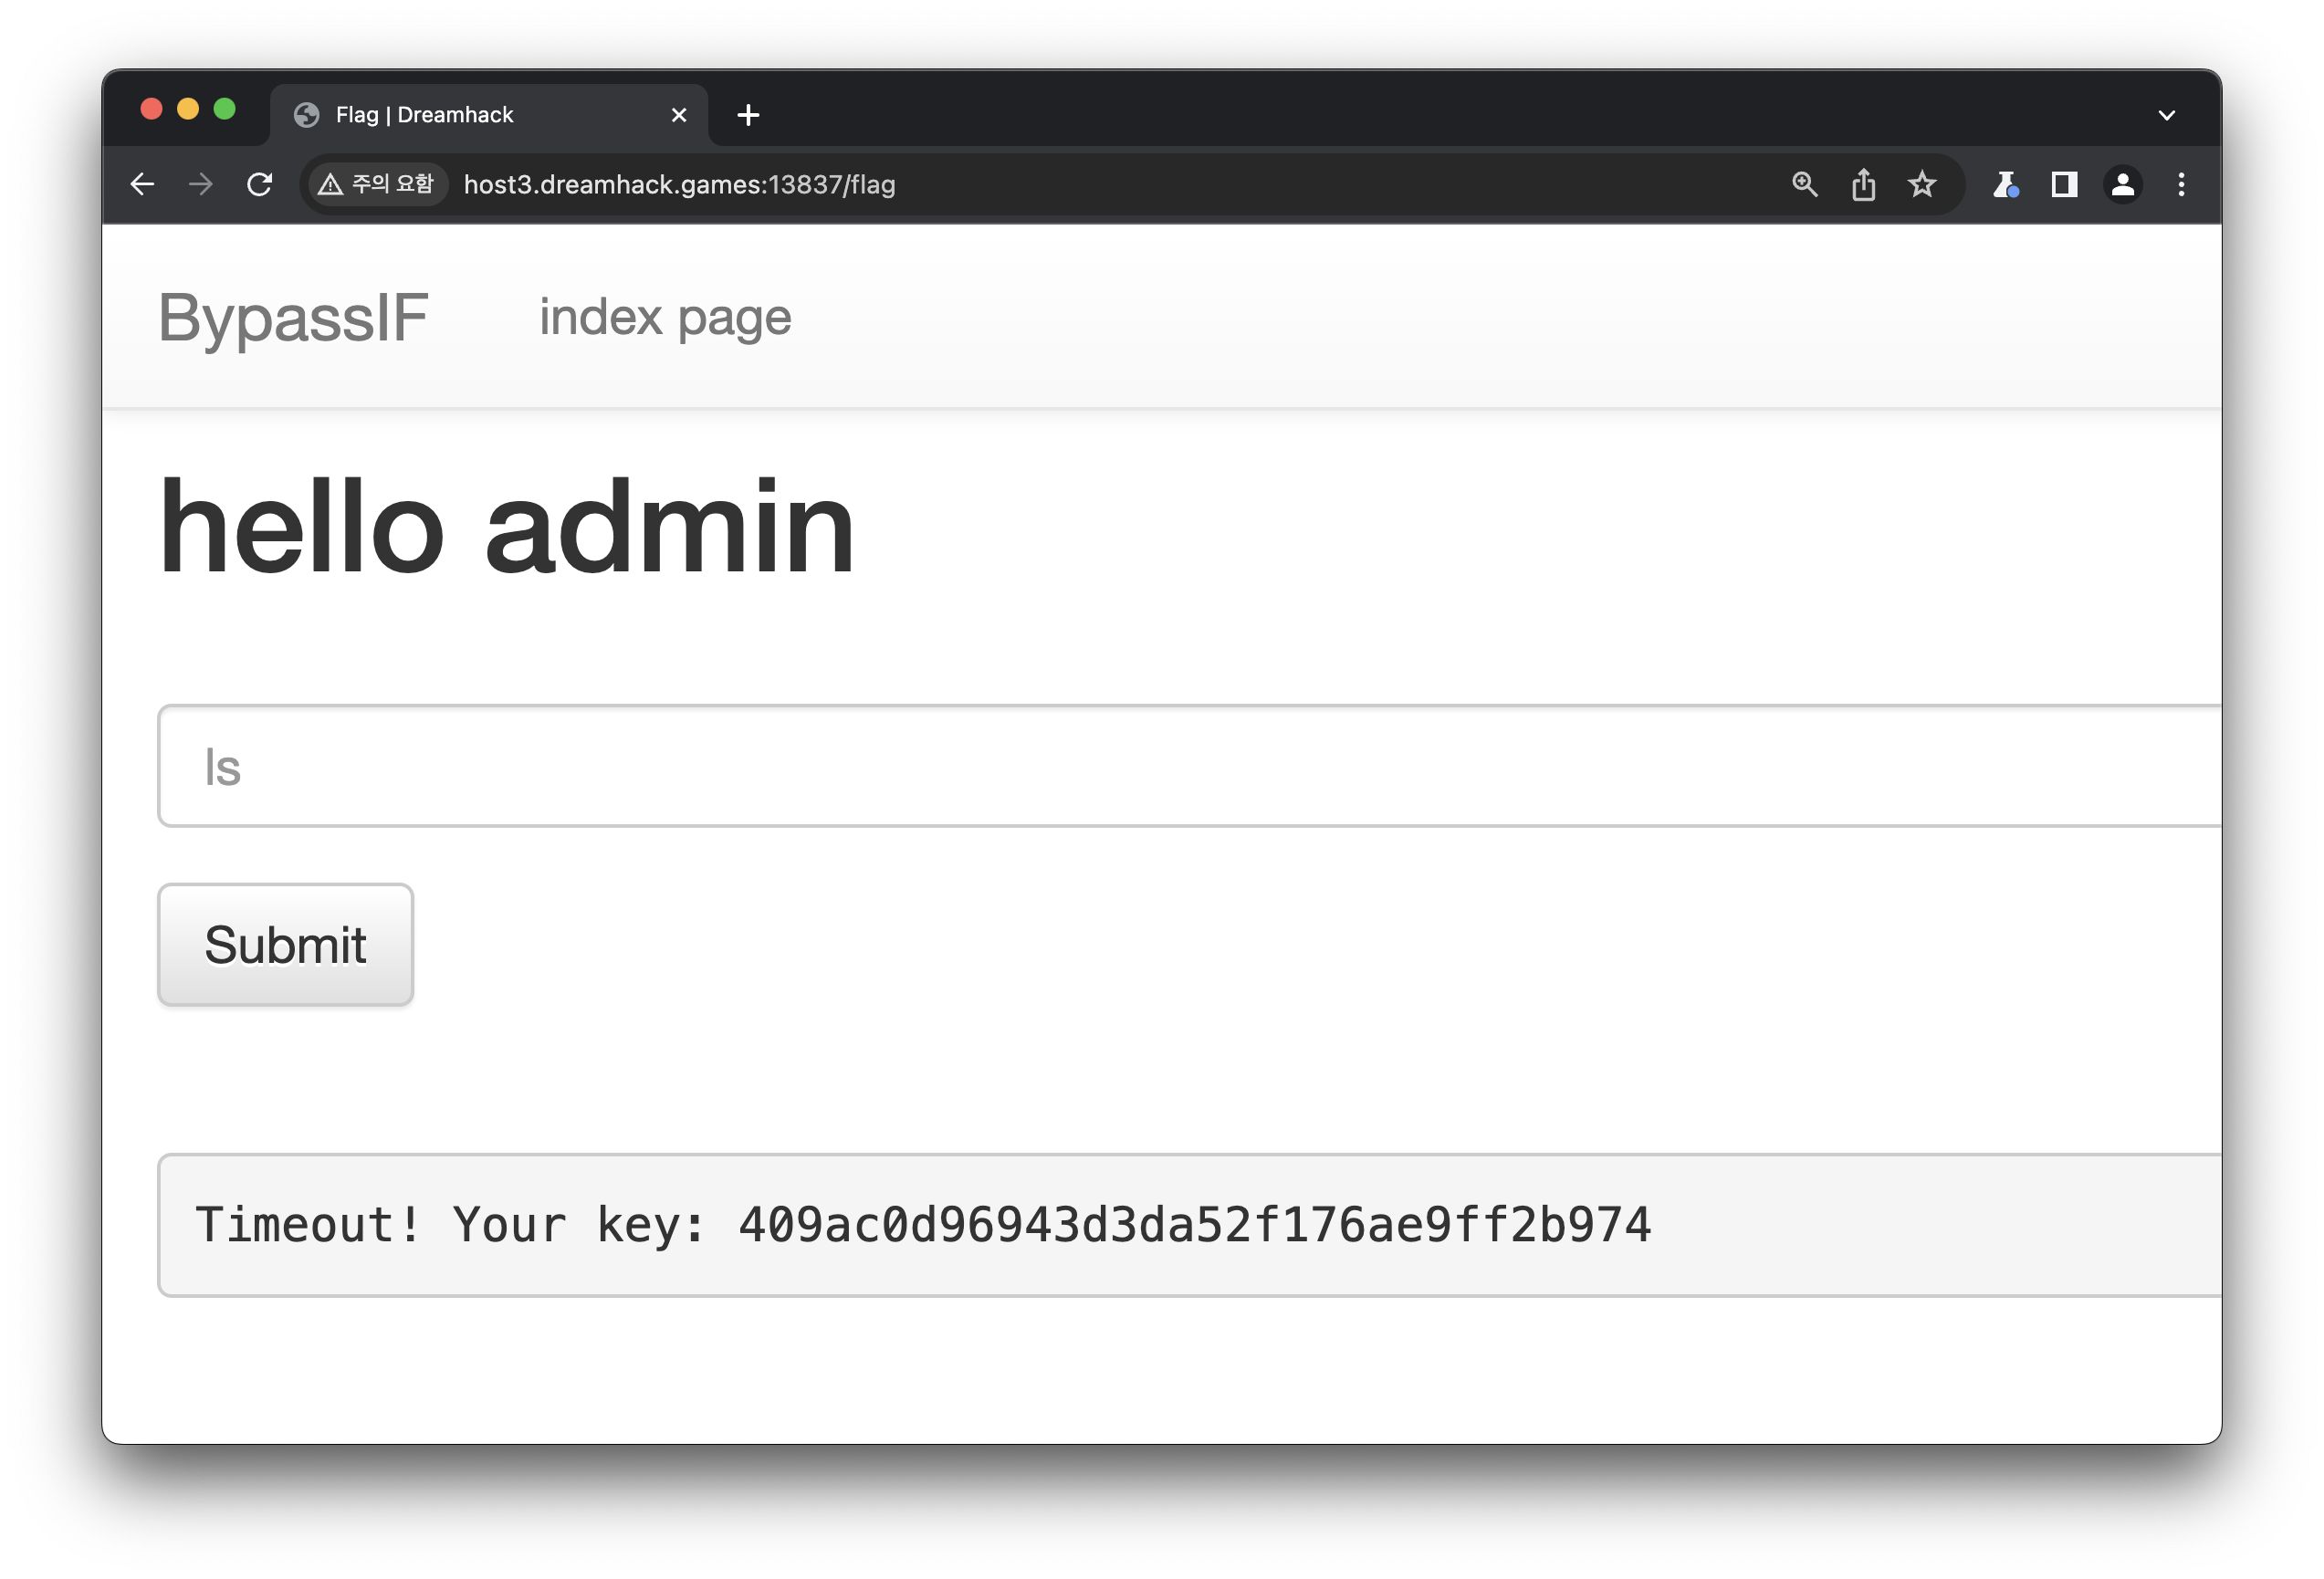 Flag | Dreamhack
주의 요함 host3.dreamhack.games:13837/flag
BypassIF index page
hello admin
ls
Submit
Timeout! Your key: 409ac0d96943d3da52f176ae9ff2b974